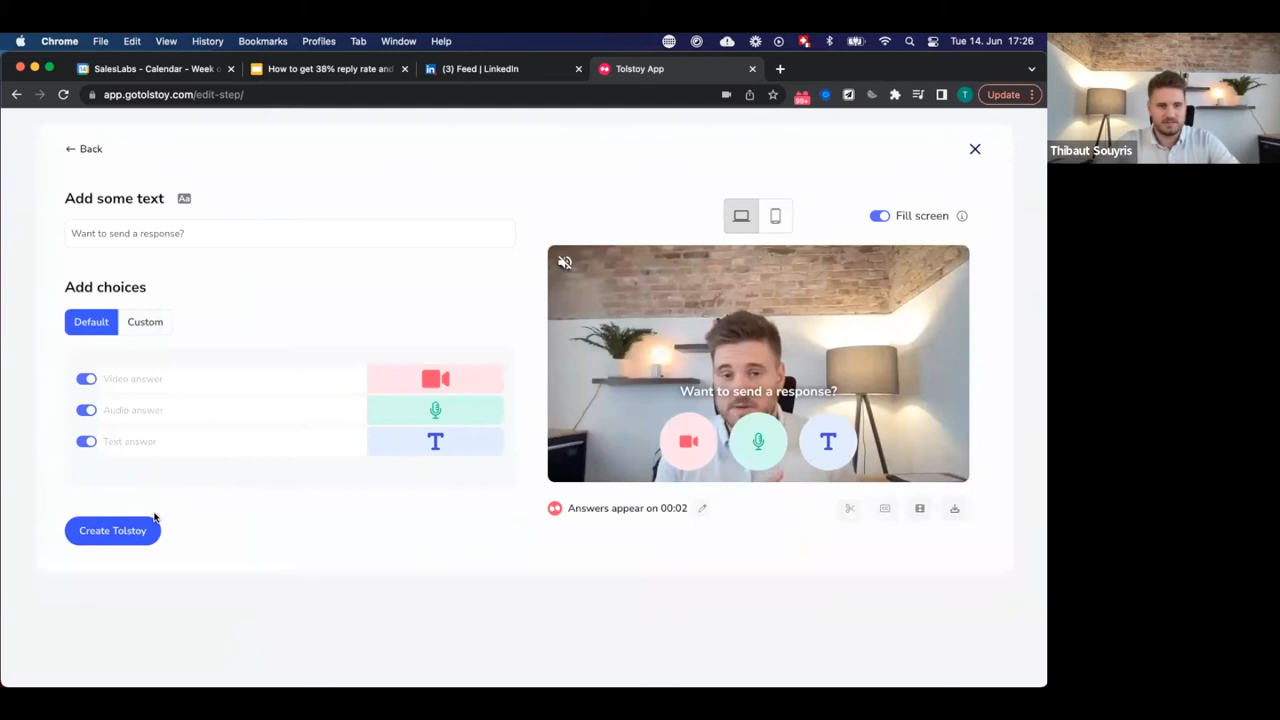 Chrome File Edit View History Bookmarks Profiles Tab Window Help Tue 14. Jun 17:26
SalesLabs - Calendar - Week o
How to get 38% reply rate and
(3) Feed | LinkedIn
Tolstoy App
app.gotolstoy.com/edit-step/
99+
T
Update
Thibaut Souyris
← Back
Add some text Aa
Want to send a response?
Fill screen
Add choices
Default Custom
Video answer
Audio answer
Text answer T
Want to send a response?
T
Answers appear on 00:02
Create Tolstoy